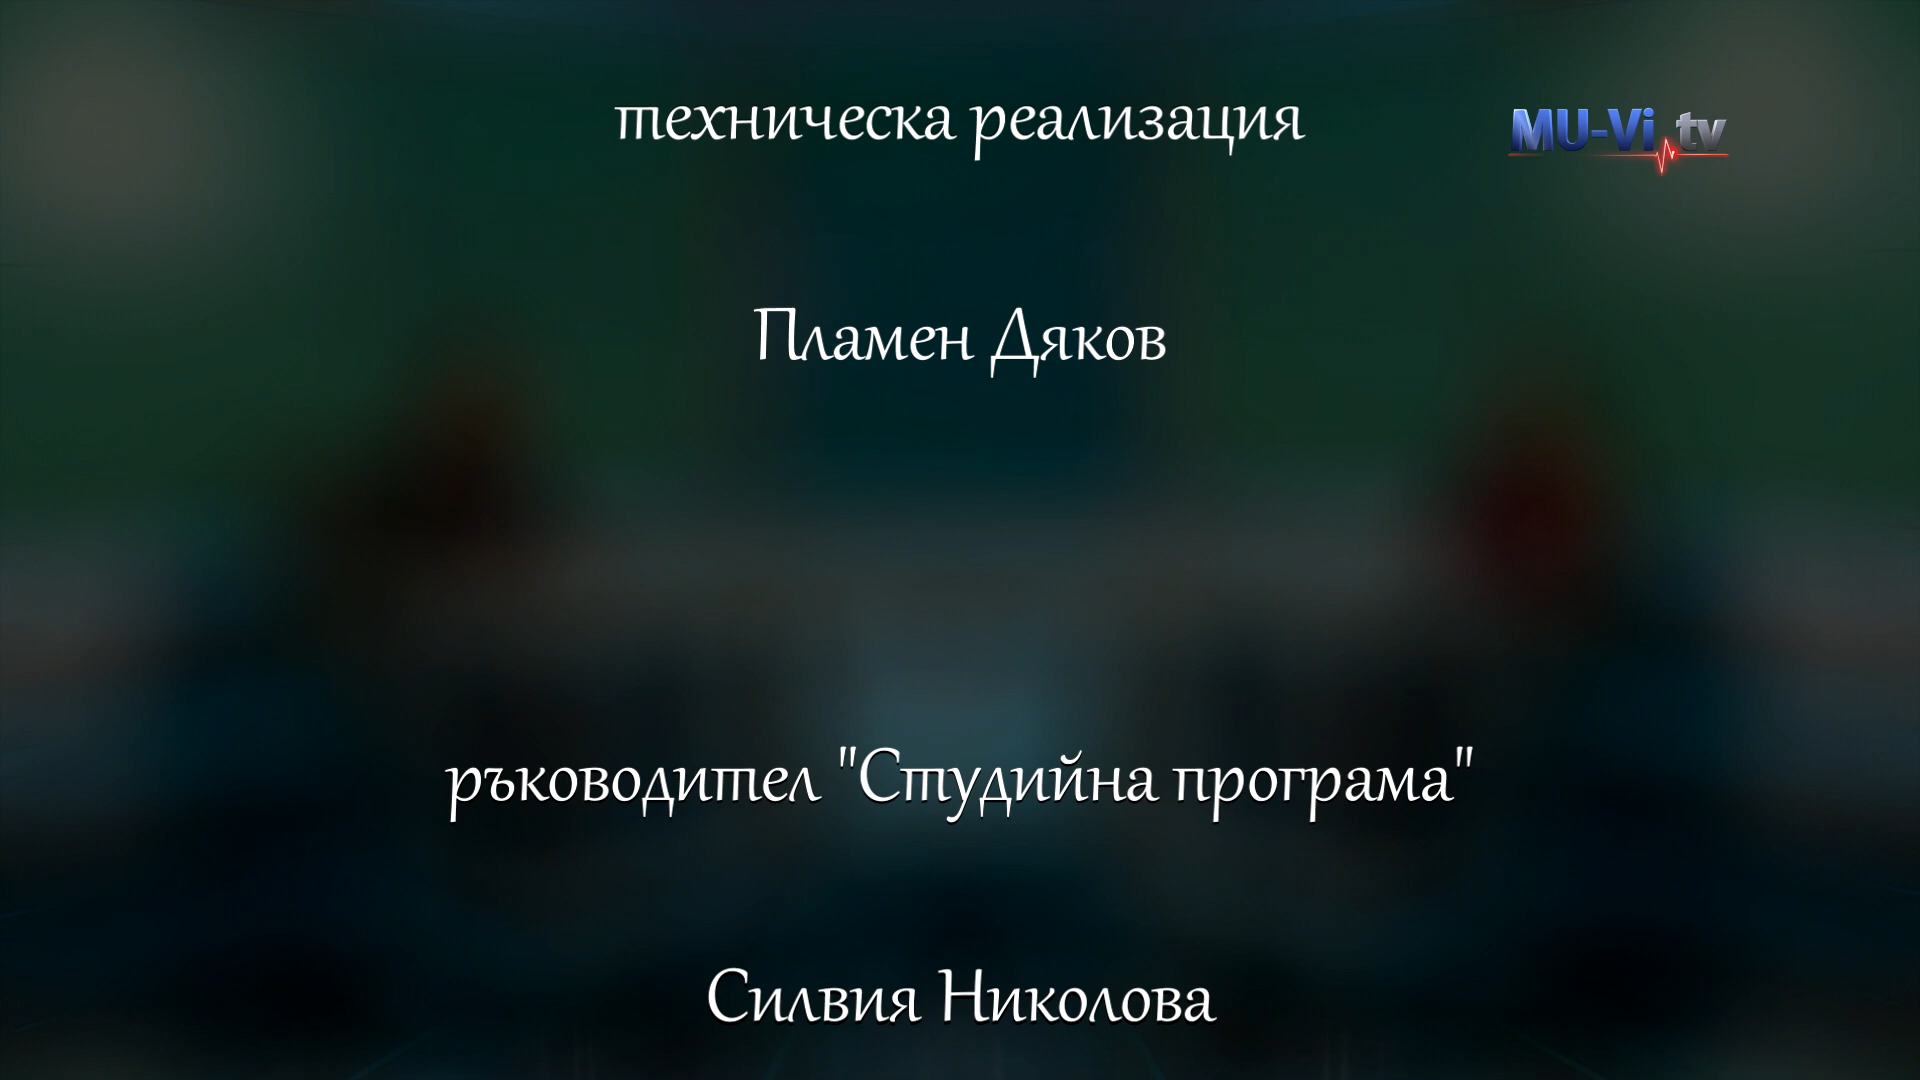 техническа реализация
MU-Vi.tv
Пламен Дяков
ръководител "Студийна програма"
Силвия Николова